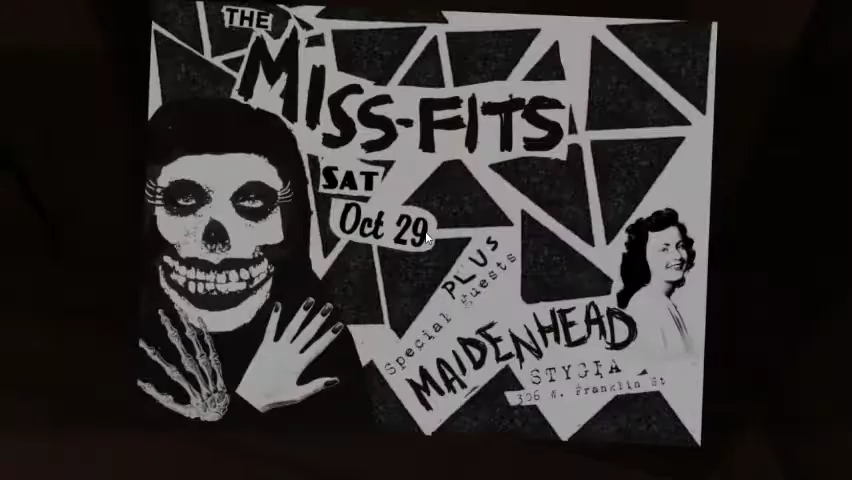 THE
MISS-FITS
SAT
Oct 29
PLUS
Special guests
MAIDENHEAD
STYGIA
306 W. Franklin St